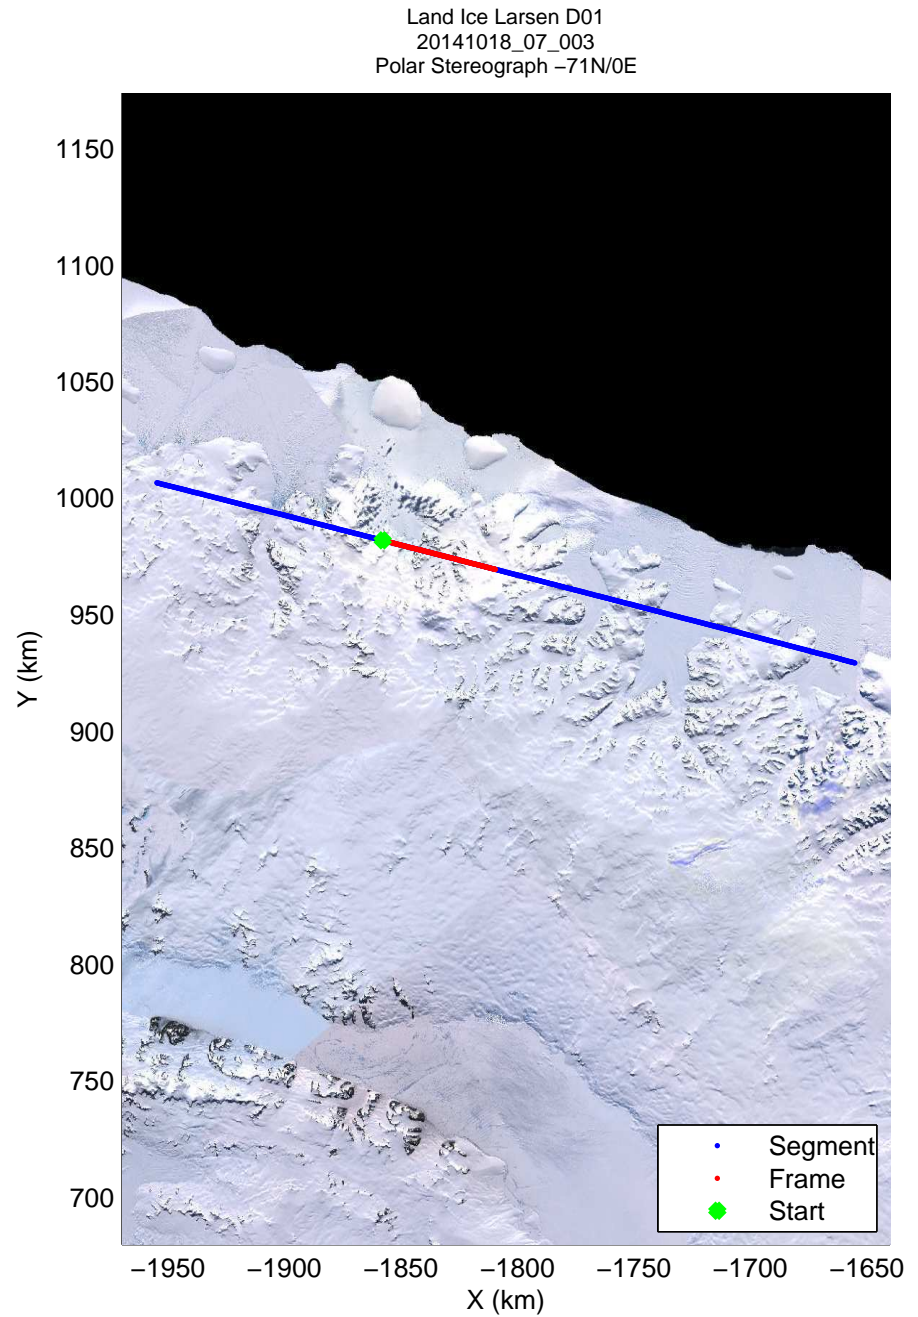 Land Ice Larsen D01
20141018_07_003
Polar Stereograph −71N/0E
1150
1100
1050
1000
950
900
850
800
750
700
Y (km)
Segment
Frame
Start
−1950 −1900 −1850 −1800 −1750 −1700 −1650
X (km)